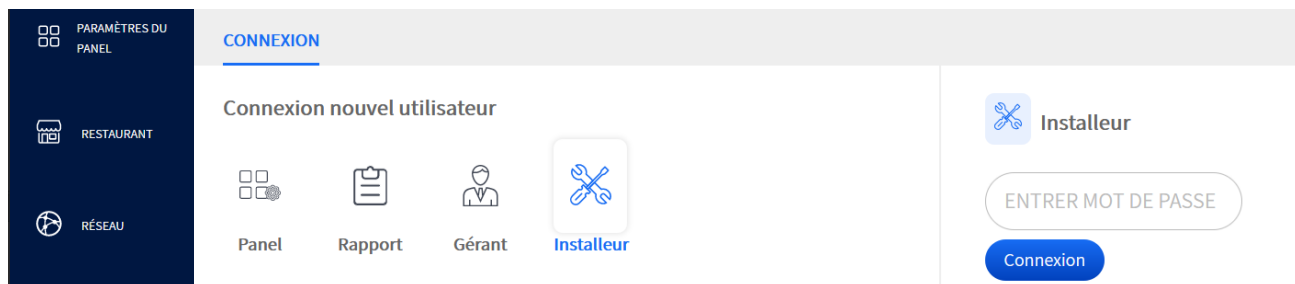 PARAMÈTRES DU
PANEL
RESTAURANT
RÉSEAU
CONNEXION
Connexion nouvel utilisateur
Panel
Rapport
Gérant
Installeur
Installeur
ENTRER MOT DE PASSE
Connexion